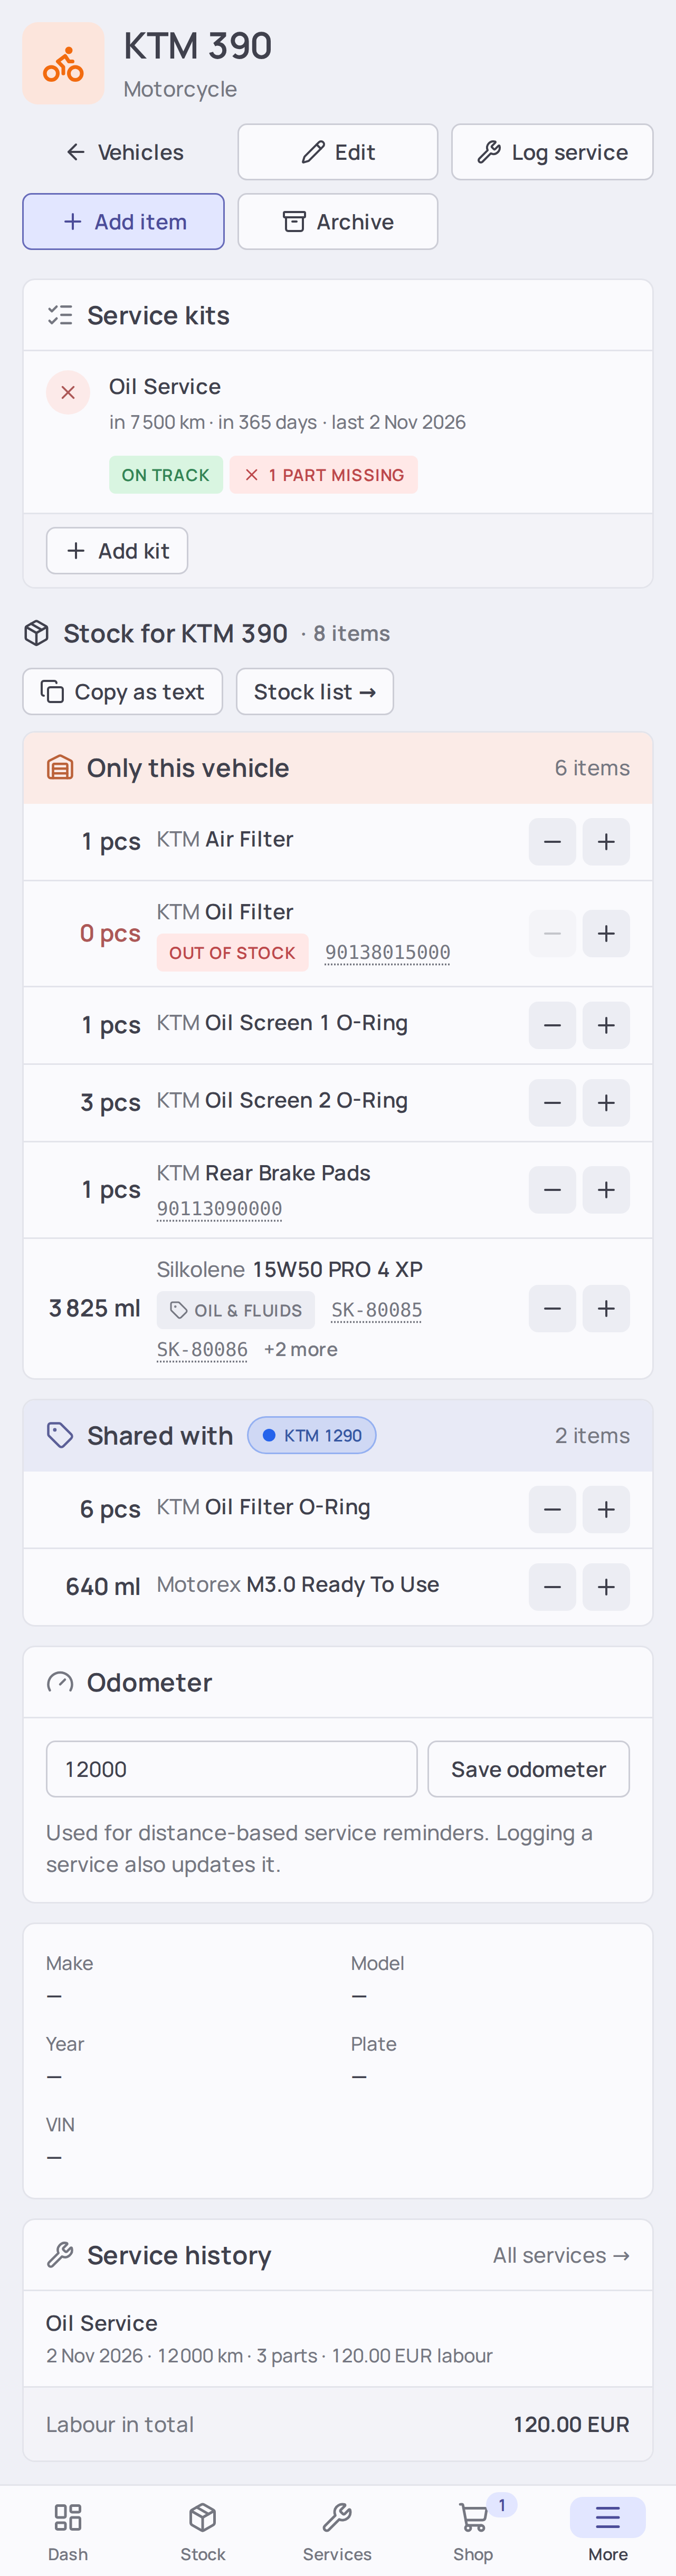 KTM 390
Motorcycle
Vehicles
Edit
Log service
Add item
Archive
Service kits
Oil Service
in 7 500 km · in 365 days · last 2 Nov 2026
ON TRACK
1 PART MISSING
Add kit
Stock for KTM 390 · 8 items
Copy as text
Stock list →
Only this vehicle
6 items
1 pcs KTM Air Filter
0 pcs KTM Oil Filter
OUT OF STOCK 90138015000
1 pcs KTM Oil Screen 1 O-Ring
3 pcs KTM Oil Screen 2 O-Ring
1 pcs KTM Rear Brake Pads
90113090000
3 825 ml Silkolene 15W50 PRO 4 XP
OIL & FLUIDS SK-80085
SK-80086 +2 more
Shared with KTM 1290 2 items
6 pcs KTM Oil Filter O-Ring
640 ml Motorex M3.0 Ready To Use
Odometer
12000
Save odometer
Used for distance-based service reminders. Logging a
service also updates it.
Make Model
— —
Year Plate
— —
VIN
—
Service history All services →
Oil Service
2 Nov 2026 · 12 000 km · 3 parts · 120.00 EUR labour
Labour in total 120.00 EUR
1
Dash Stock Services Shop More